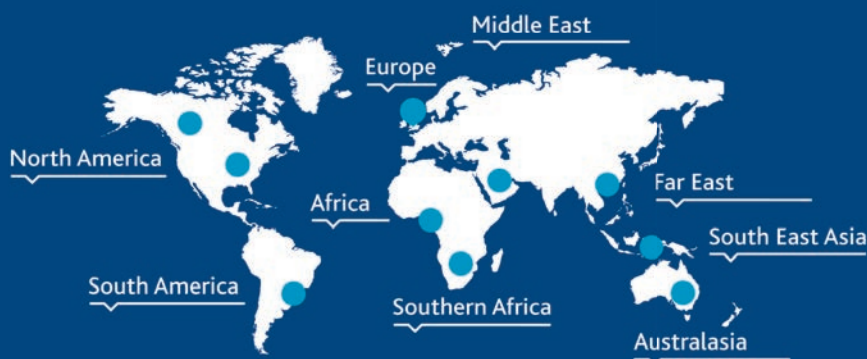 Middle East
Europe
North America
Africa
Far East
South East Asia
South America
Southern Africa
Australasia